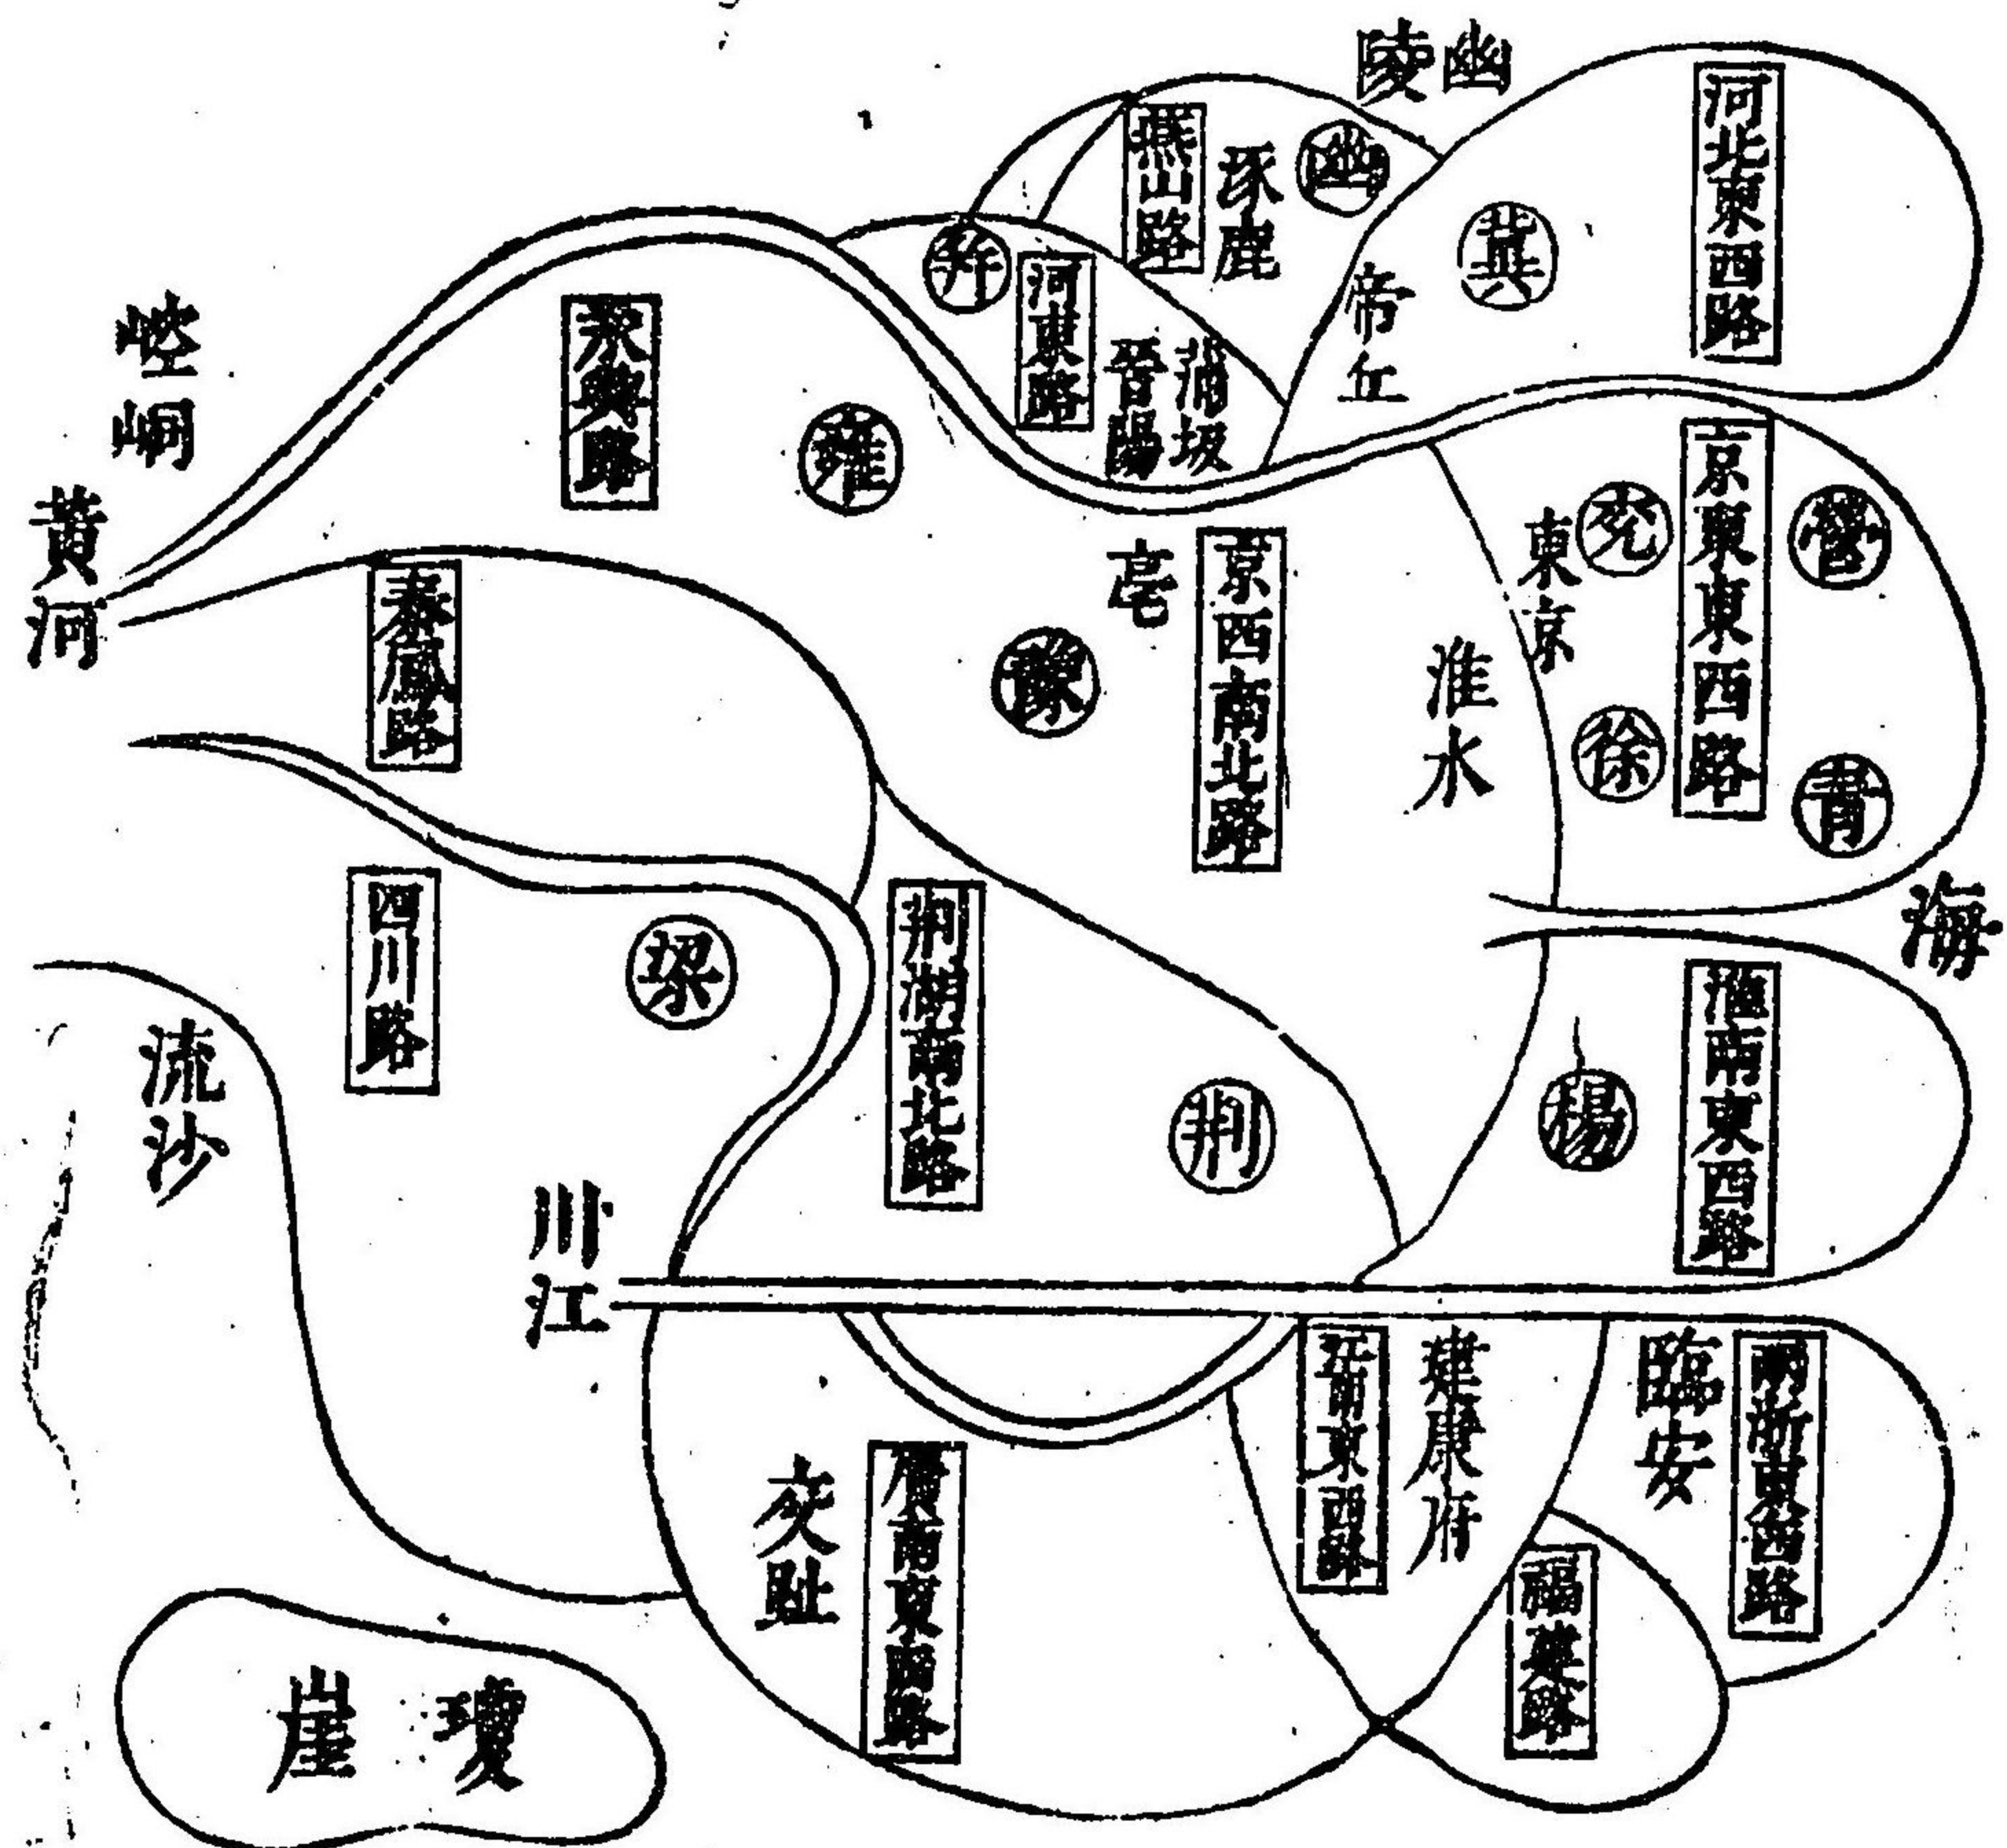 幽陵
河北東西路
兾
幽
涿鹿
燕山路
帝丘
蒲坂
晉陽
河東路
并
崆峒
黃河
永興路
雍
秦鳳路
亳
京西南北路
豫
淮水
東京
兗
京東東西路
營
徐
青
海
四川路
梁
荆湖南北路
荆
楊
淮南東西路
流沙
川江
江南東西路
建康府
臨安
兩浙東西路
福建路
交趾
廣南東西路
瓊崖